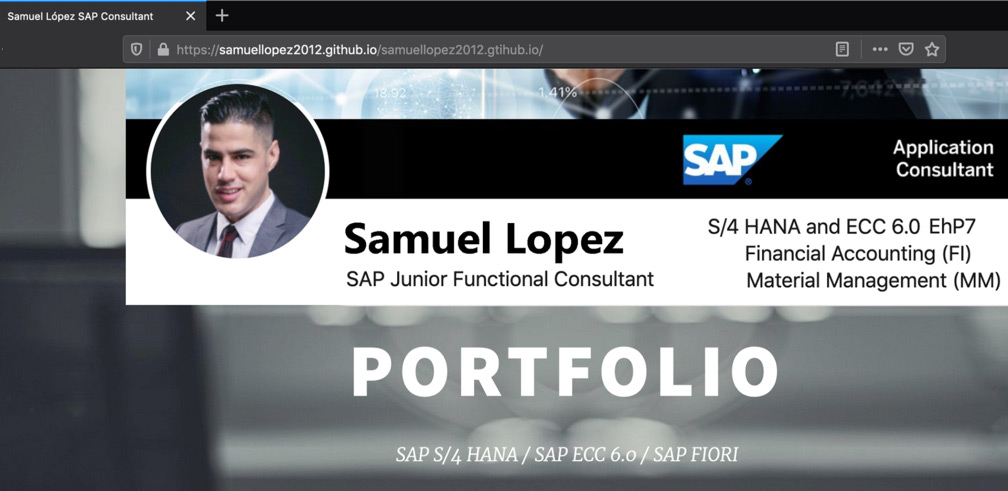 Samuel López SAP Consultant
https://samuellopez2012.github.io/samuellopez2012.gtihub.io/
18.92
1.41%
7,642
SAP
®
Application
Consultant
Samuel Lopez
SAP Junior Functional Consultant
S/4 HANA and ECC 6.0 EhP7
Financial Accounting (FI)
Material Management (MM)
PORTFOLIO
SAP S/4 HANA / SAP ECC 6.0 / SAP FIORI